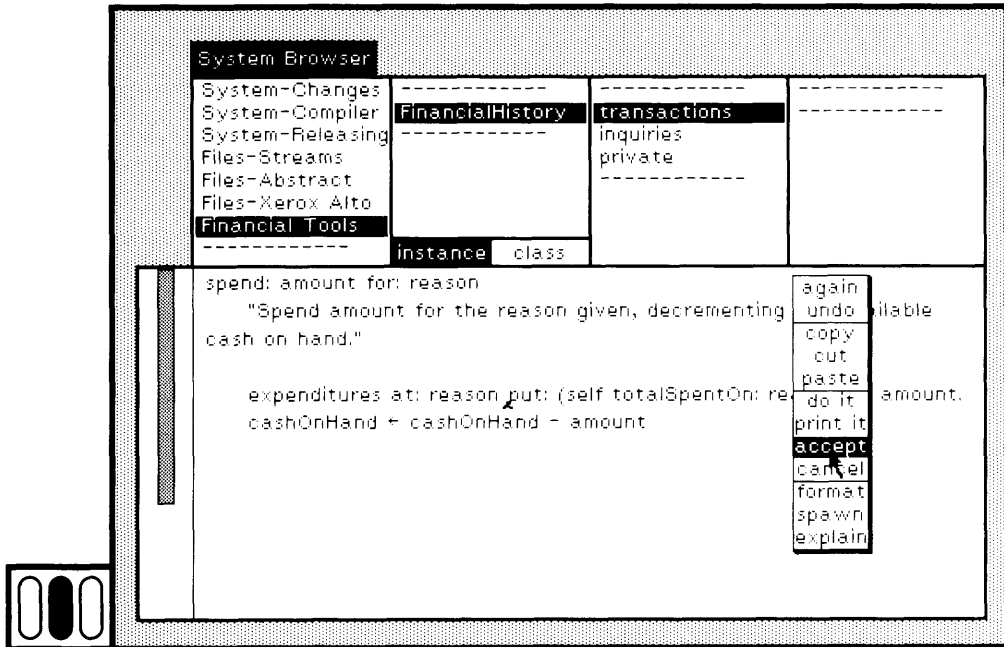 System Browser
System-Changes
System-Compiler
System-Releasing
Files-Streams
Files-Abstract
Files-Xerox Alto
Financial Tools
------------
------------
FinancialHistory
------------
instance class
------------
transactions
inquiries
private
------------
------------
------------
spend: amount for: reason
"Spend amount for the reason given, decrementing ilable
cash on hand."
expenditures at: reason put: (self totalSpentOn: re amount.
cashOnHand ← cashOnHand - amount
again
undo
copy
cut
paste
do it
print it
accept
cancel
format
spawn
explain